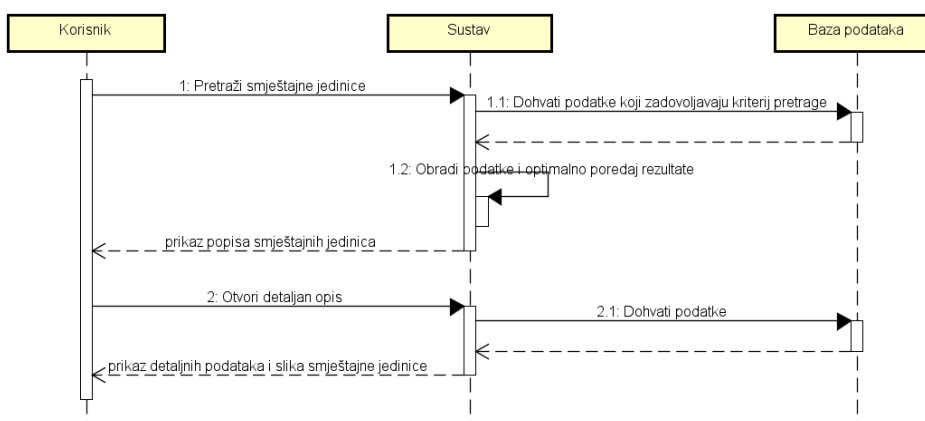 Korisnik
Sustav
Baza podataka
1: Pretraži smještajne jedinice
1.1: Dohvati podatke koji zadovoljavaju kriterij pretrage
1.2: Obradi podatke i optimalno poredaj rezultate
prikaz popisa smještajnih jedinica
2: Otvori detaljan opis
2.1: Dohvati podatke
prikaz detaljnih podataka i slika smještajne jedinice